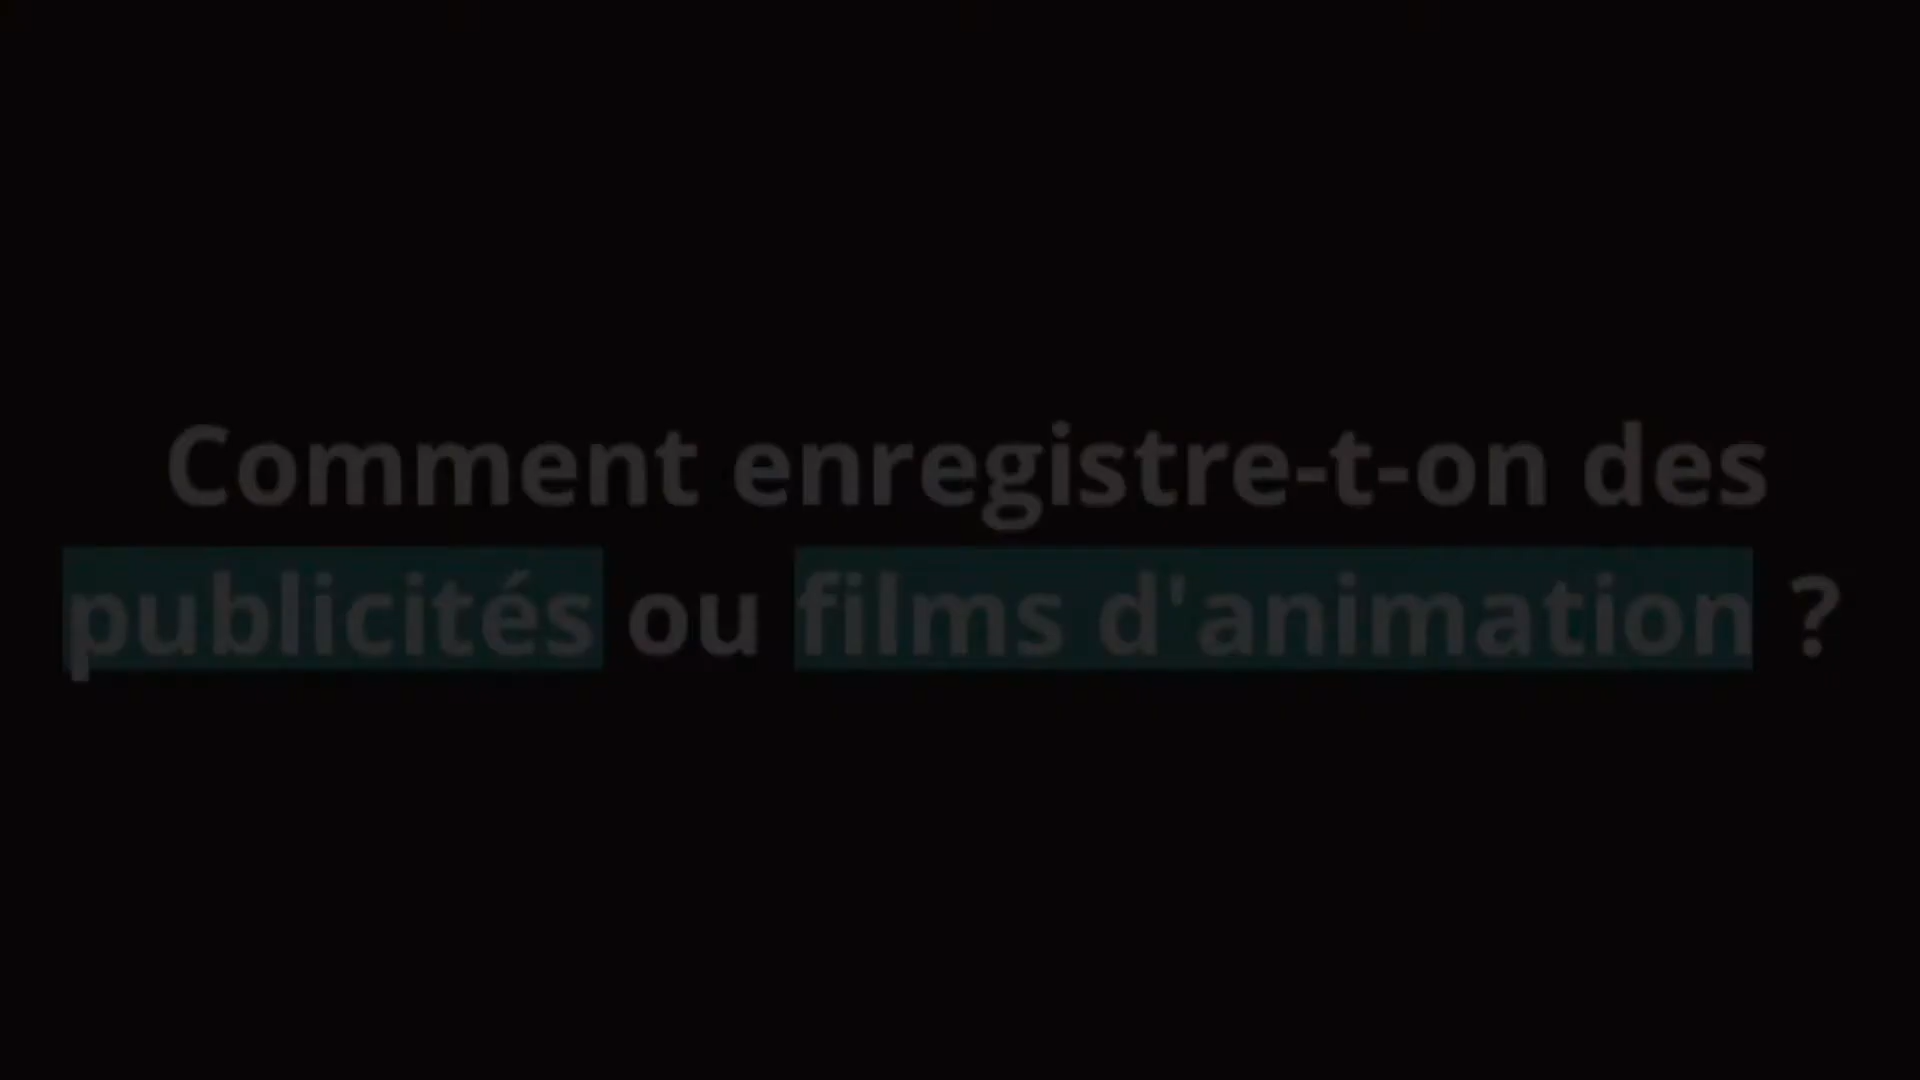 Comment enregistre-t-on des
publicités ou films d'animation ?